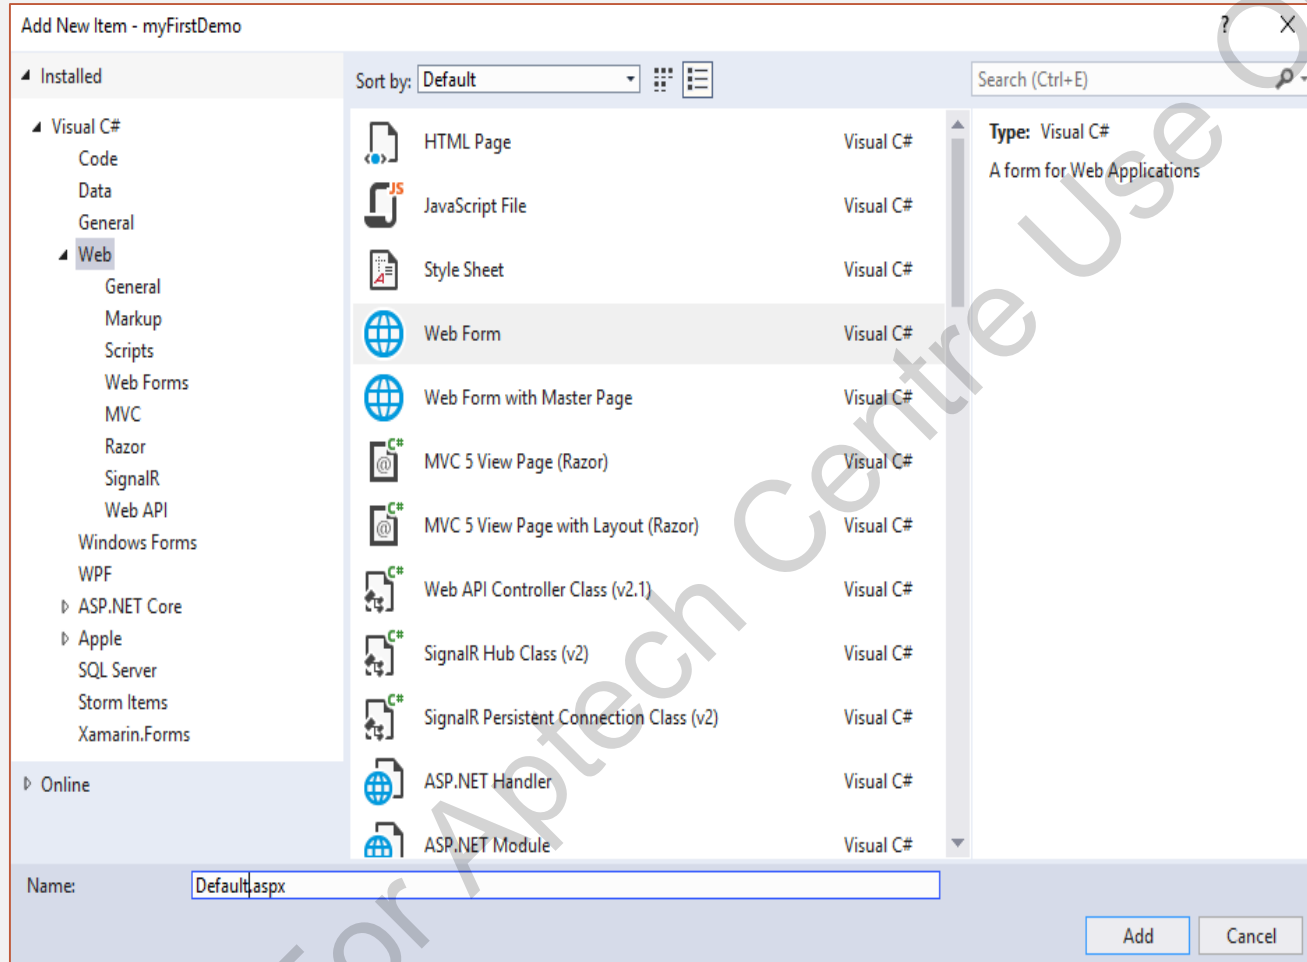 Add New Item - myFirstDemo ? X
Installed
Sort by: Default
Search (Ctrl+E)
Visual C#
Code
Data
General
Web
General
Markup
Scripts
Web Forms
MVC
Razor
SignalR
Web API
Windows Forms
WPF
ASP.NET Core
Apple
SQL Server
Storm Items
Xamarin.Forms
Online
HTML Page Visual C#
JS
JavaScript File Visual C#
A
Style Sheet Visual C#
Web Form Visual C#
Web Form with Master Page Visual C#
C#
@
MVC 5 View Page (Razor) Visual C#
C#
@
MVC 5 View Page with Layout (Razor) Visual C#
C#
Web API Controller Class (v2.1) Visual C#
C#
SignalR Hub Class (v2) Visual C#
C#
SignalR Persistent Connection Class (v2) Visual C#
ASP.NET Handler Visual C#
ASP.NET Module Visual C#
Type: Visual C#
A form for Web Applications
Name: Default.aspx
Add Cancel
For Aptech Centre Use O